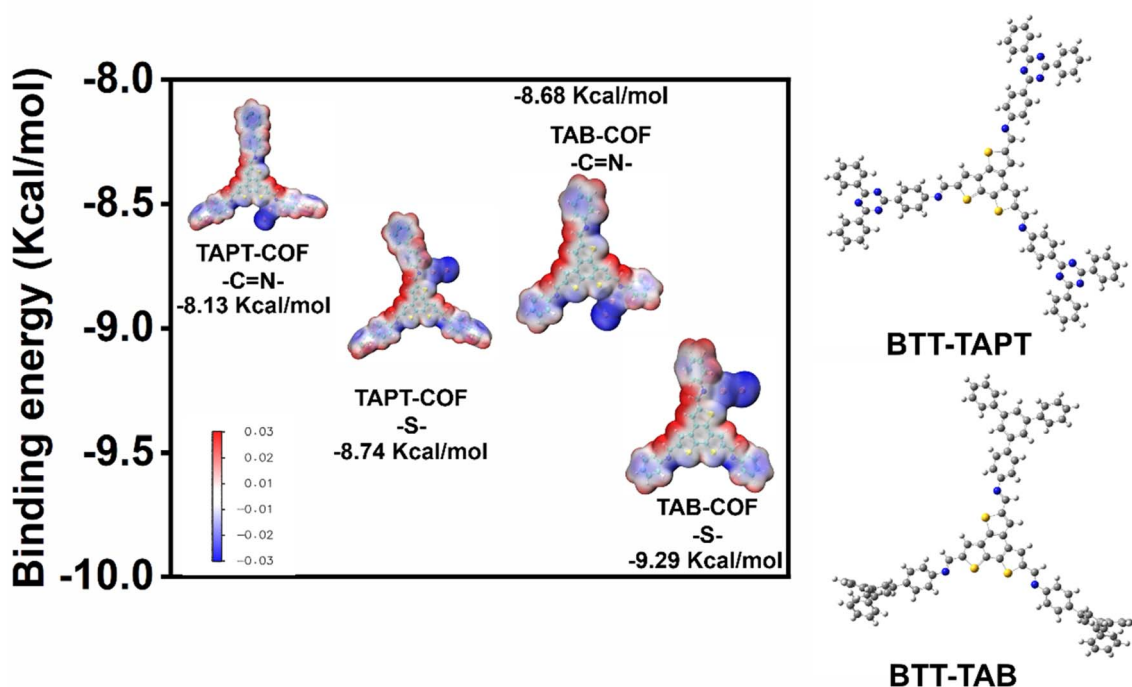 Binding energy (Kcal/mol)
-8.0
-8.5
-9.0
-9.5
-10.0
TAPT-COF
-C=N-
-8.13 Kcal/mol
TAPT-COF
-S-
-8.74 Kcal/mol
-8.68 Kcal/mol
TAB-COF
-C=N-
TAB-COF
-S-
-9.29 Kcal/mol
0.03
0.02
0.01
-0.01
-0.02
-0.03
BTT-TAPT
BTT-TAB